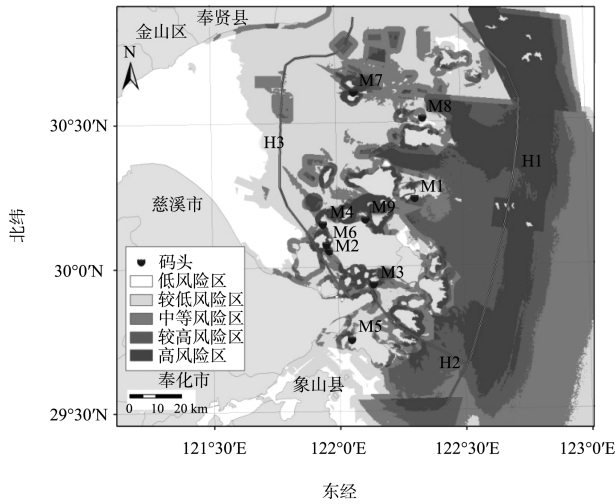 奉贤县
金山区
N
M7
M8
30°30′N
H3
H1
M1
慈溪市
M4
M9
M6
M2
北纬
码头
30°00′N
低风险区
M3
较低风险区
中等风险区
M5
较高风险区
高风险区
H2
奉化市
象山县
0 10 20 km
29°30′N
121°30′E
122°0′E
122°30′E
123°0′E
东经